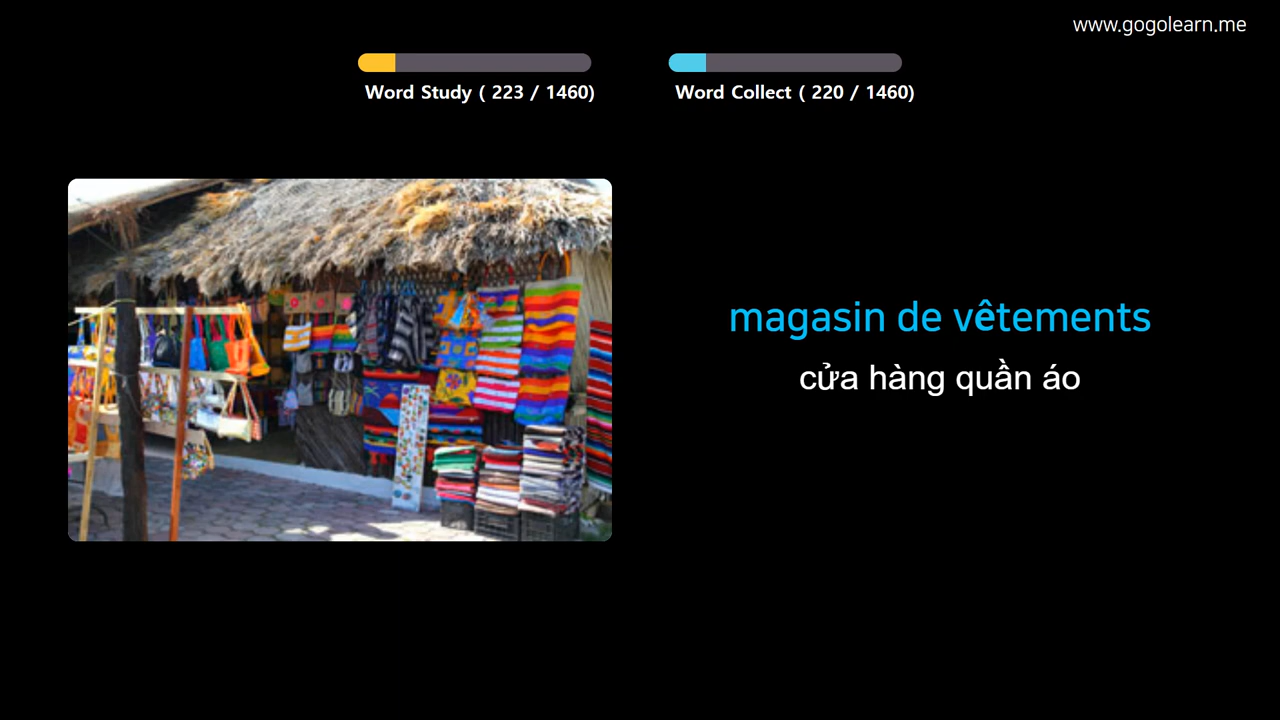 www.gogolearn.me
Word Study ( 223 / 1460)
Word Collect ( 220 / 1460)
magasin de vêtements
cửa hàng quần áo